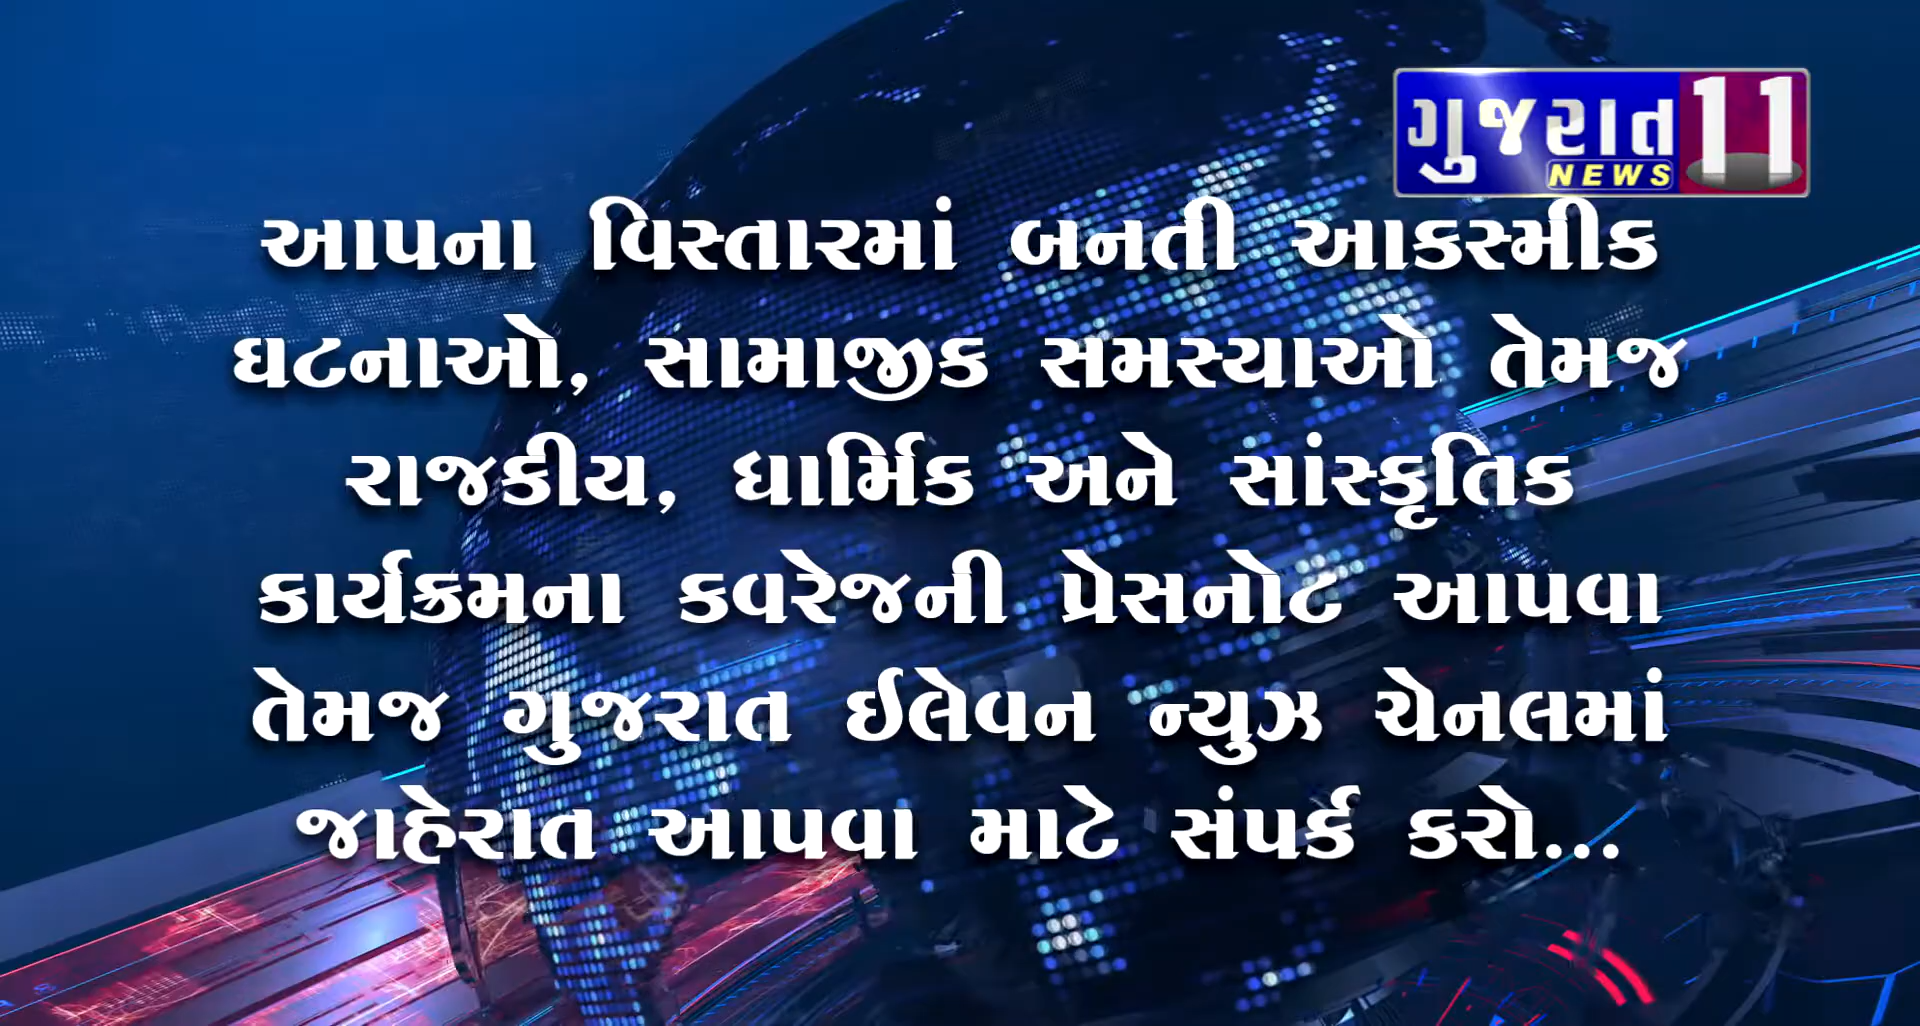 ગુજરાત 11
NEWS
આપના વિસ્તારમાં બનતી આકસ્મીક
ઘટનાઓ, સામાજીક સમસ્યાઓ તેમજ
રાજકીય, ધાર્મિક અને સાંસ્કૃતિક
કાર્યક્રમના કવરેજની પ્રેસનોટ આપવા
તેમજ ગુજરાત ઈલેવન ન્યુઝ ચેનલમાં
જાહેરાત આપવા માટે સંપર્ક કરો...